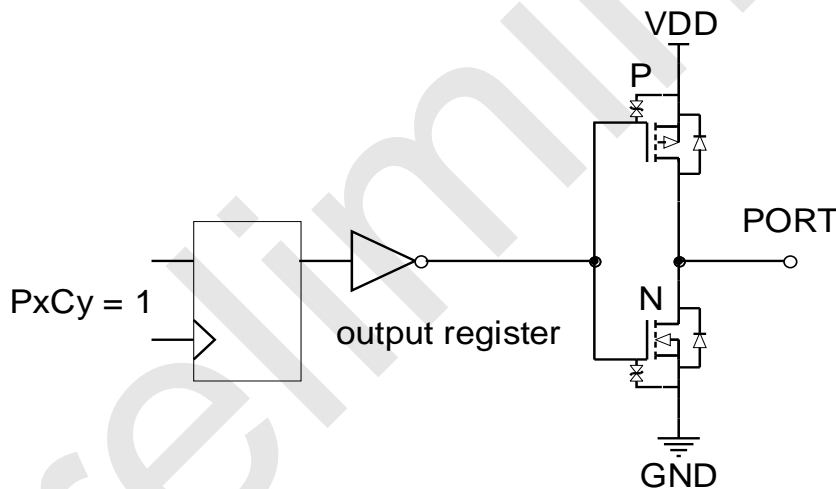 VDD
P
PORT
PxCy = 1
N
output register
GND